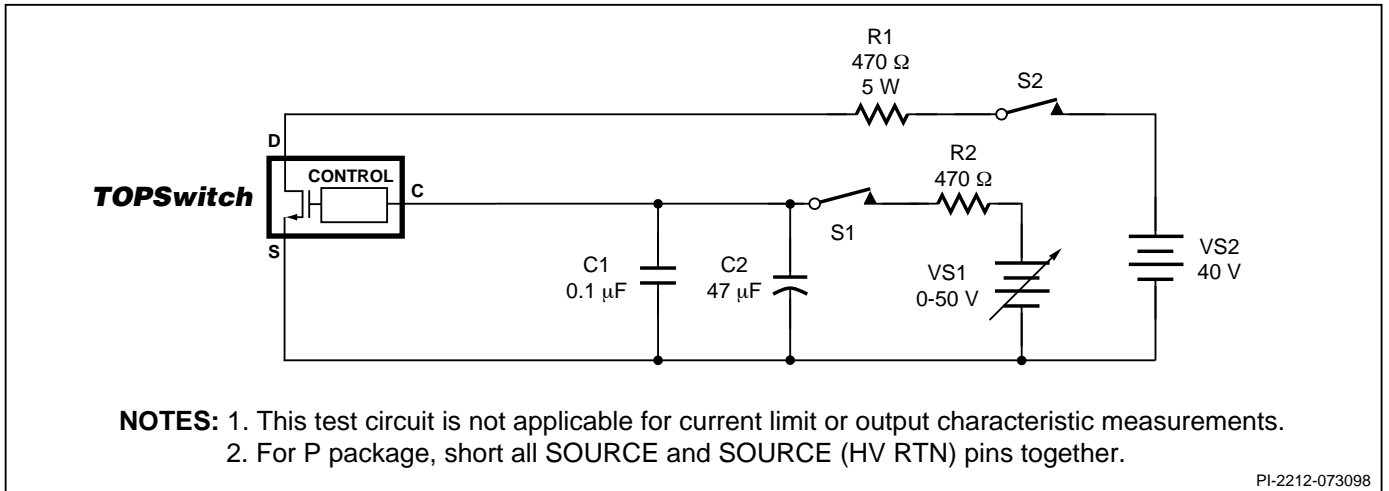 R1
470 Ω
5 W
S2
D
R2
470 Ω
CONTROL
TOPSwitch
C
S1
S
C1
0.1 µF
C2
47 µF
VS1
0-50 V
VS2
40 V
NOTES: 1. This test circuit is not applicable for current limit or output characteristic measurements.
2. For P package, short all SOURCE and SOURCE (HV RTN) pins together.
PI-2212-073098